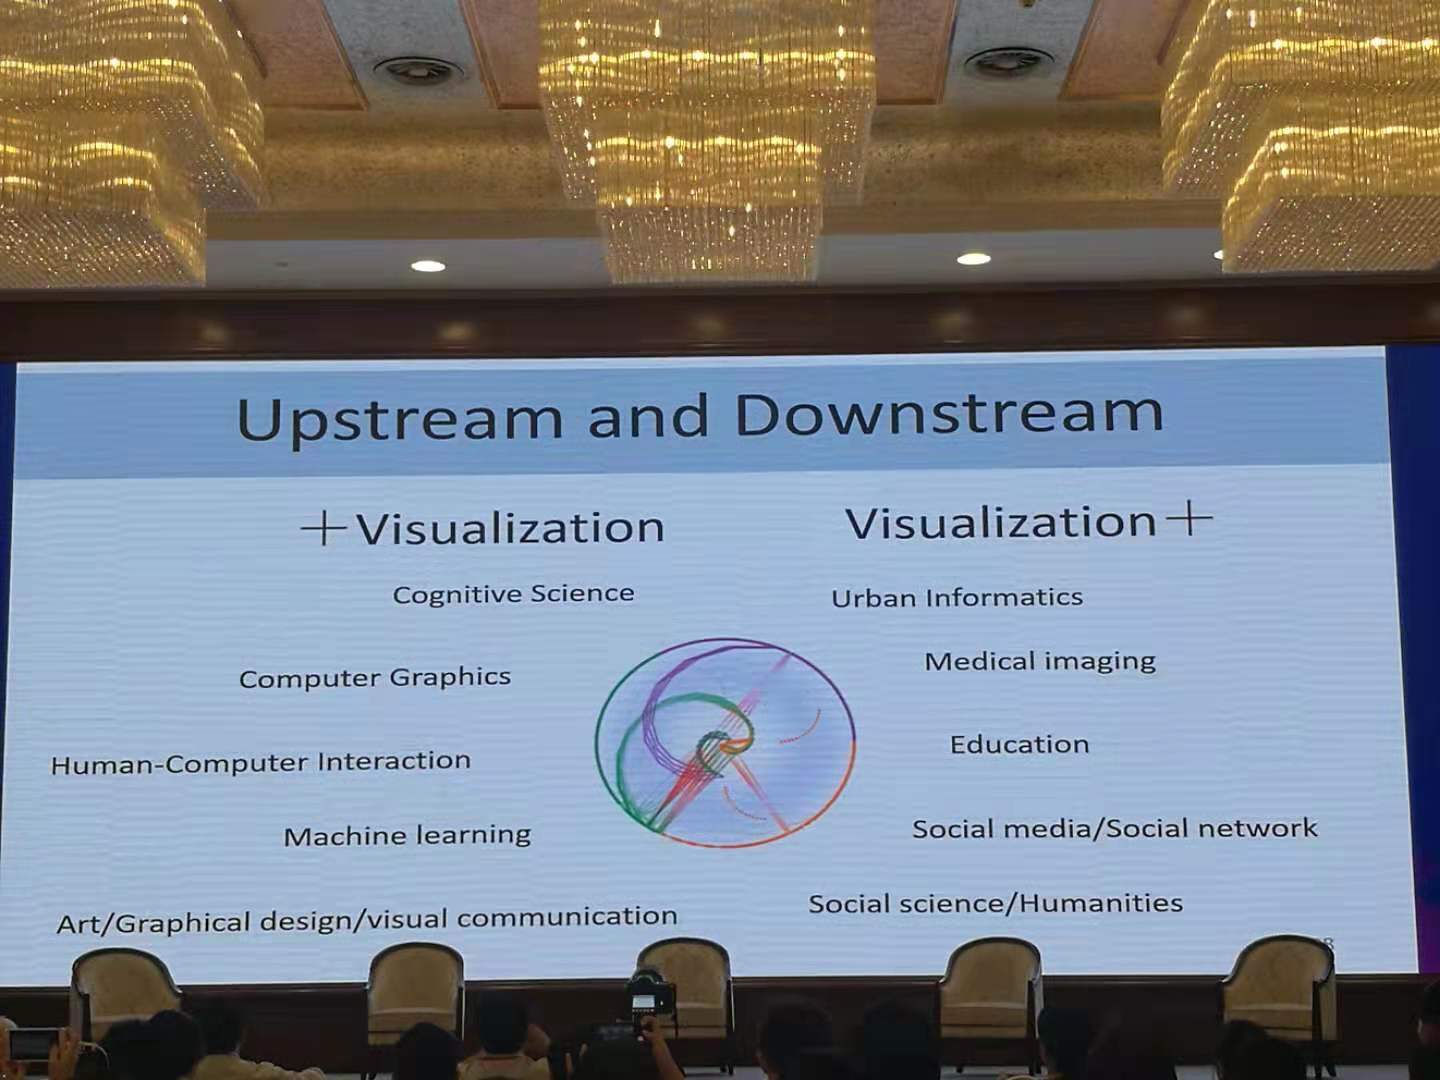 Upstream and Downstream
+Visualization
Visualization+
Cognitive Science
Urban Informatics
Computer Graphics
Medical imaging
Human-Computer Interaction
Education
Machine learning
Social media/Social network
Art/Graphical design/visual communication
Social science/Humanities